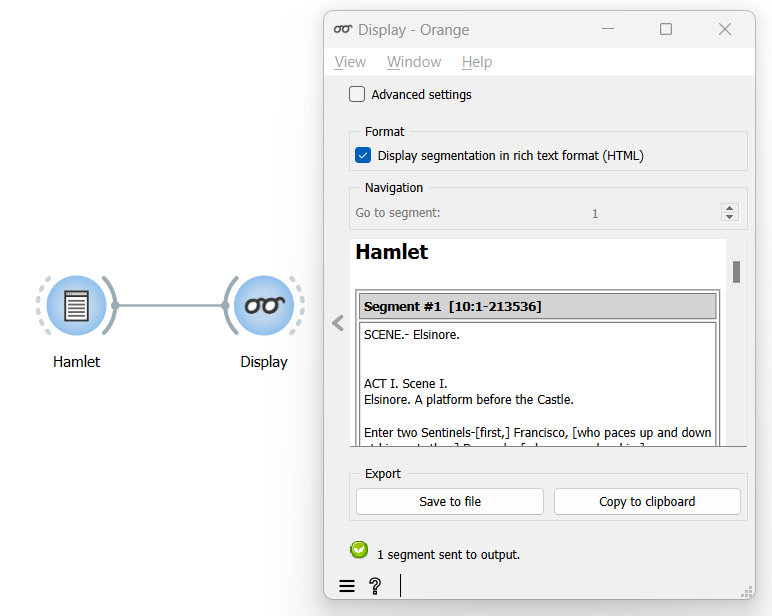 Display - Orange
View Window Help
Advanced settings
Format
Display segmentation in rich text format (HTML)
Navigation
Go to segment: 1
Hamlet
Segment #1 [10:1-213536]
SCENE.- Elsinore.
ACT I. Scene I.
Elsinore. A platform before the Castle.
Enter two Sentinels-[first,] Francisco, [who paces up and down
Export
Save to file Copy to clipboard
1 segment sent to output.
Hamlet
Display